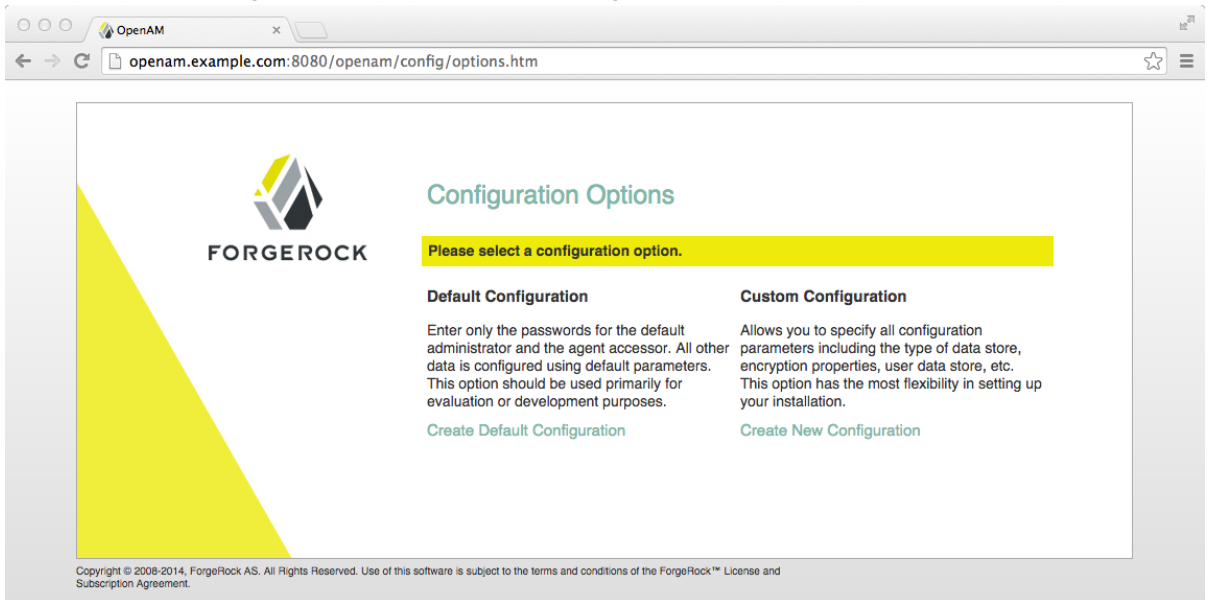 OpenAM
openam.example.com:8080/openam/config/options.htm
FORGEROCK
Configuration Options
Please select a configuration option.
Default Configuration
Enter only the passwords for the default
administrator and the agent accessor. All other
data is configured using default parameters.
This option should be used primarily for
evaluation or development purposes.
Create Default Configuration
Custom Configuration
Allows you to specify all configuration
parameters including the type of data store,
encryption properties, user data store, etc.
This option has the most flexibility in setting up
your installation.
Create New Configuration
Copyright © 2008-2014, ForgeRock AS. All Rights Reserved. Use of this software is subject to the terms and conditions of the ForgeRock™ License and
Subscription Agreement.